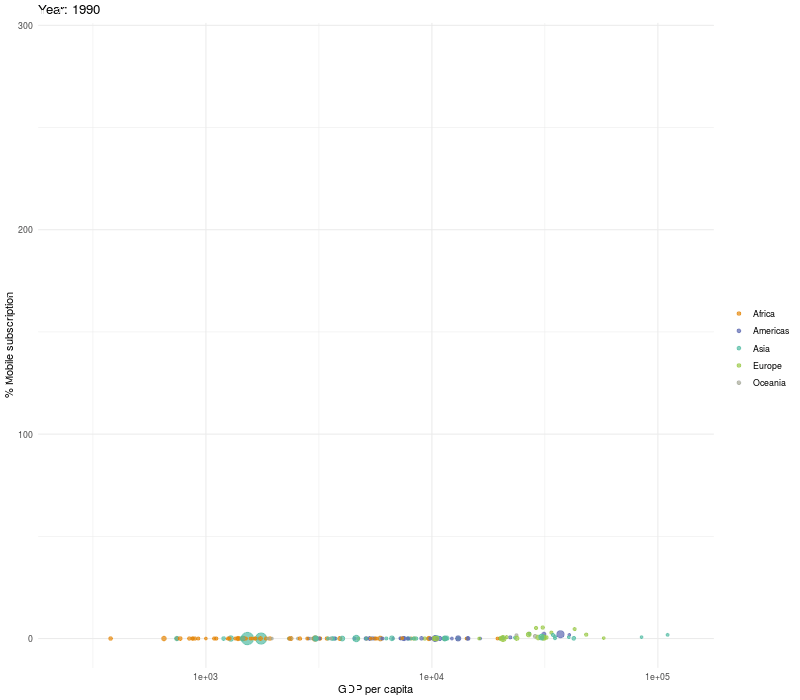 Year: 1990
300
200
100
0
% Mobile subscription
1e+03
1e+04
1e+05
GDP per capita
Africa
Americas
Asia
Europe
Oceania